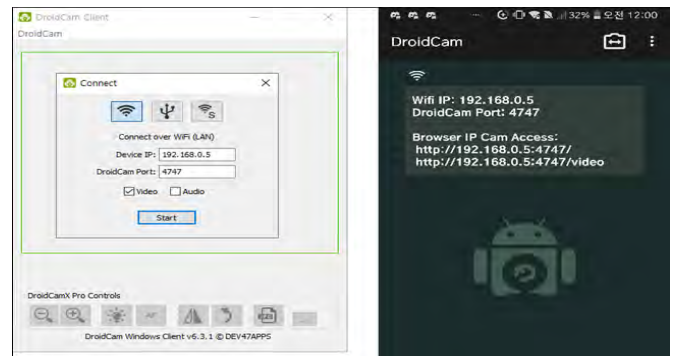 DroidCam Client
DroidCam
Connect
S
Connect over WiFi (LAN)
Device IP: 192.168.0.5
DroidCam Port: 4747
Video Audio
Start
DroidCamX Pro Controls
DroidCam Windows Client v6.3.1 © DEV47APPS
32% 오전 12:00
DroidCam
Wifi IP: 192.168.0.5
DroidCam Port: 4747
Browser IP Cam Access:
http://192.168.0.5:4747/
http://192.168.0.5:4747/video